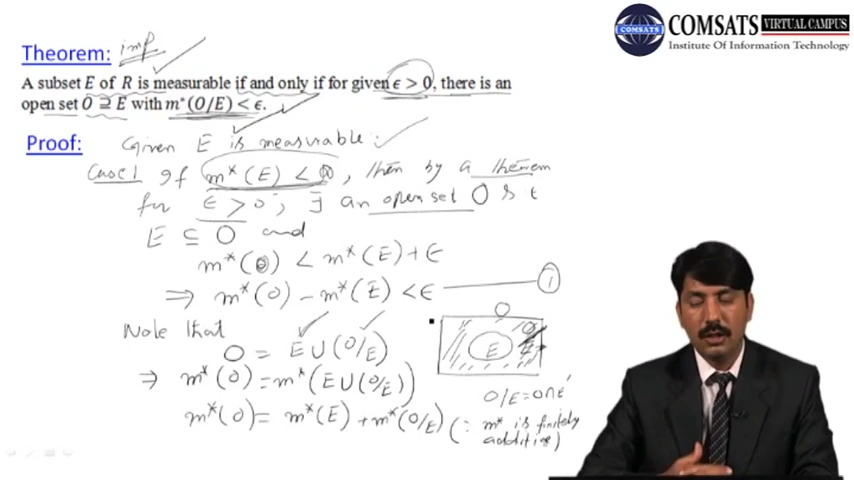 COMSATS VIRTUAL CAMPUS
Institute Of Information Technology
Theorem: imp
A subset E of R is measurable if and only if for given ϵ > 0, there is an
open set O ⊇ E with m*(O/E) < ϵ.
Proof: Given E is measurable.
Case 1 If m*(E) < ∞, then by a theorem
for ϵ > 0, ∃ an open set O s.t
E ⊆ O and
m*(O) < m*(E) + ϵ
⇒ m*(O) – m*(E) < ϵ —— ①
Note that
O = E ∪ (O/E)
⇒ m*(O) = m*(E ∪ (O/E))
m*(O) = m*(E) + m*(O/E) (∵ m* is finitely
additive)
O
E
O/E = O∩E'